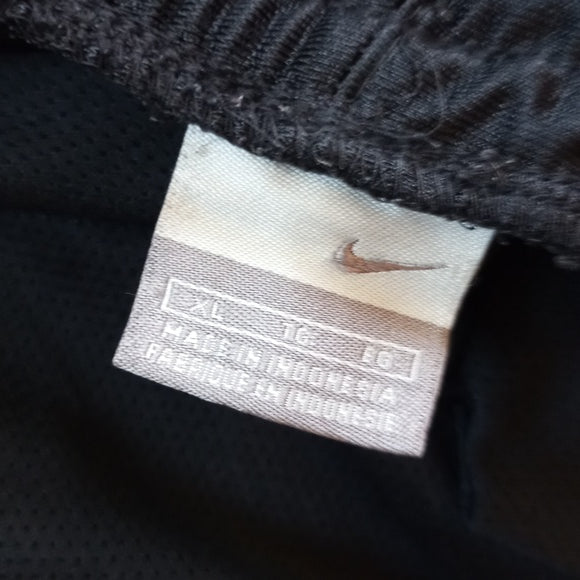 XL TG EG
MADE IN INDONESIA
FABRIQUE EN INDONESIE